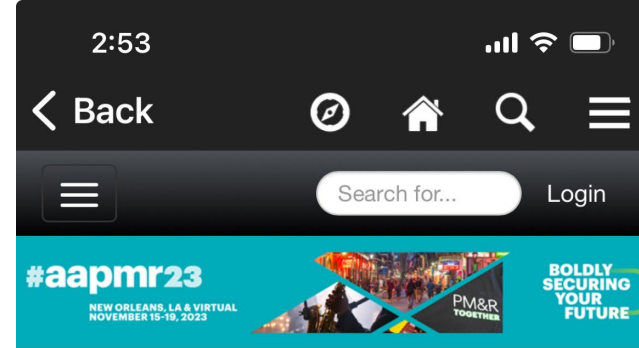 2:53
Back
Search for...
Login
#aapmr23
NEW ORLEANS, LA & VIRTUAL
NOVEMBER 15-19, 2023
PM&R
TOGETHER
BOLDLY
SECURING
YOUR
FUTURE